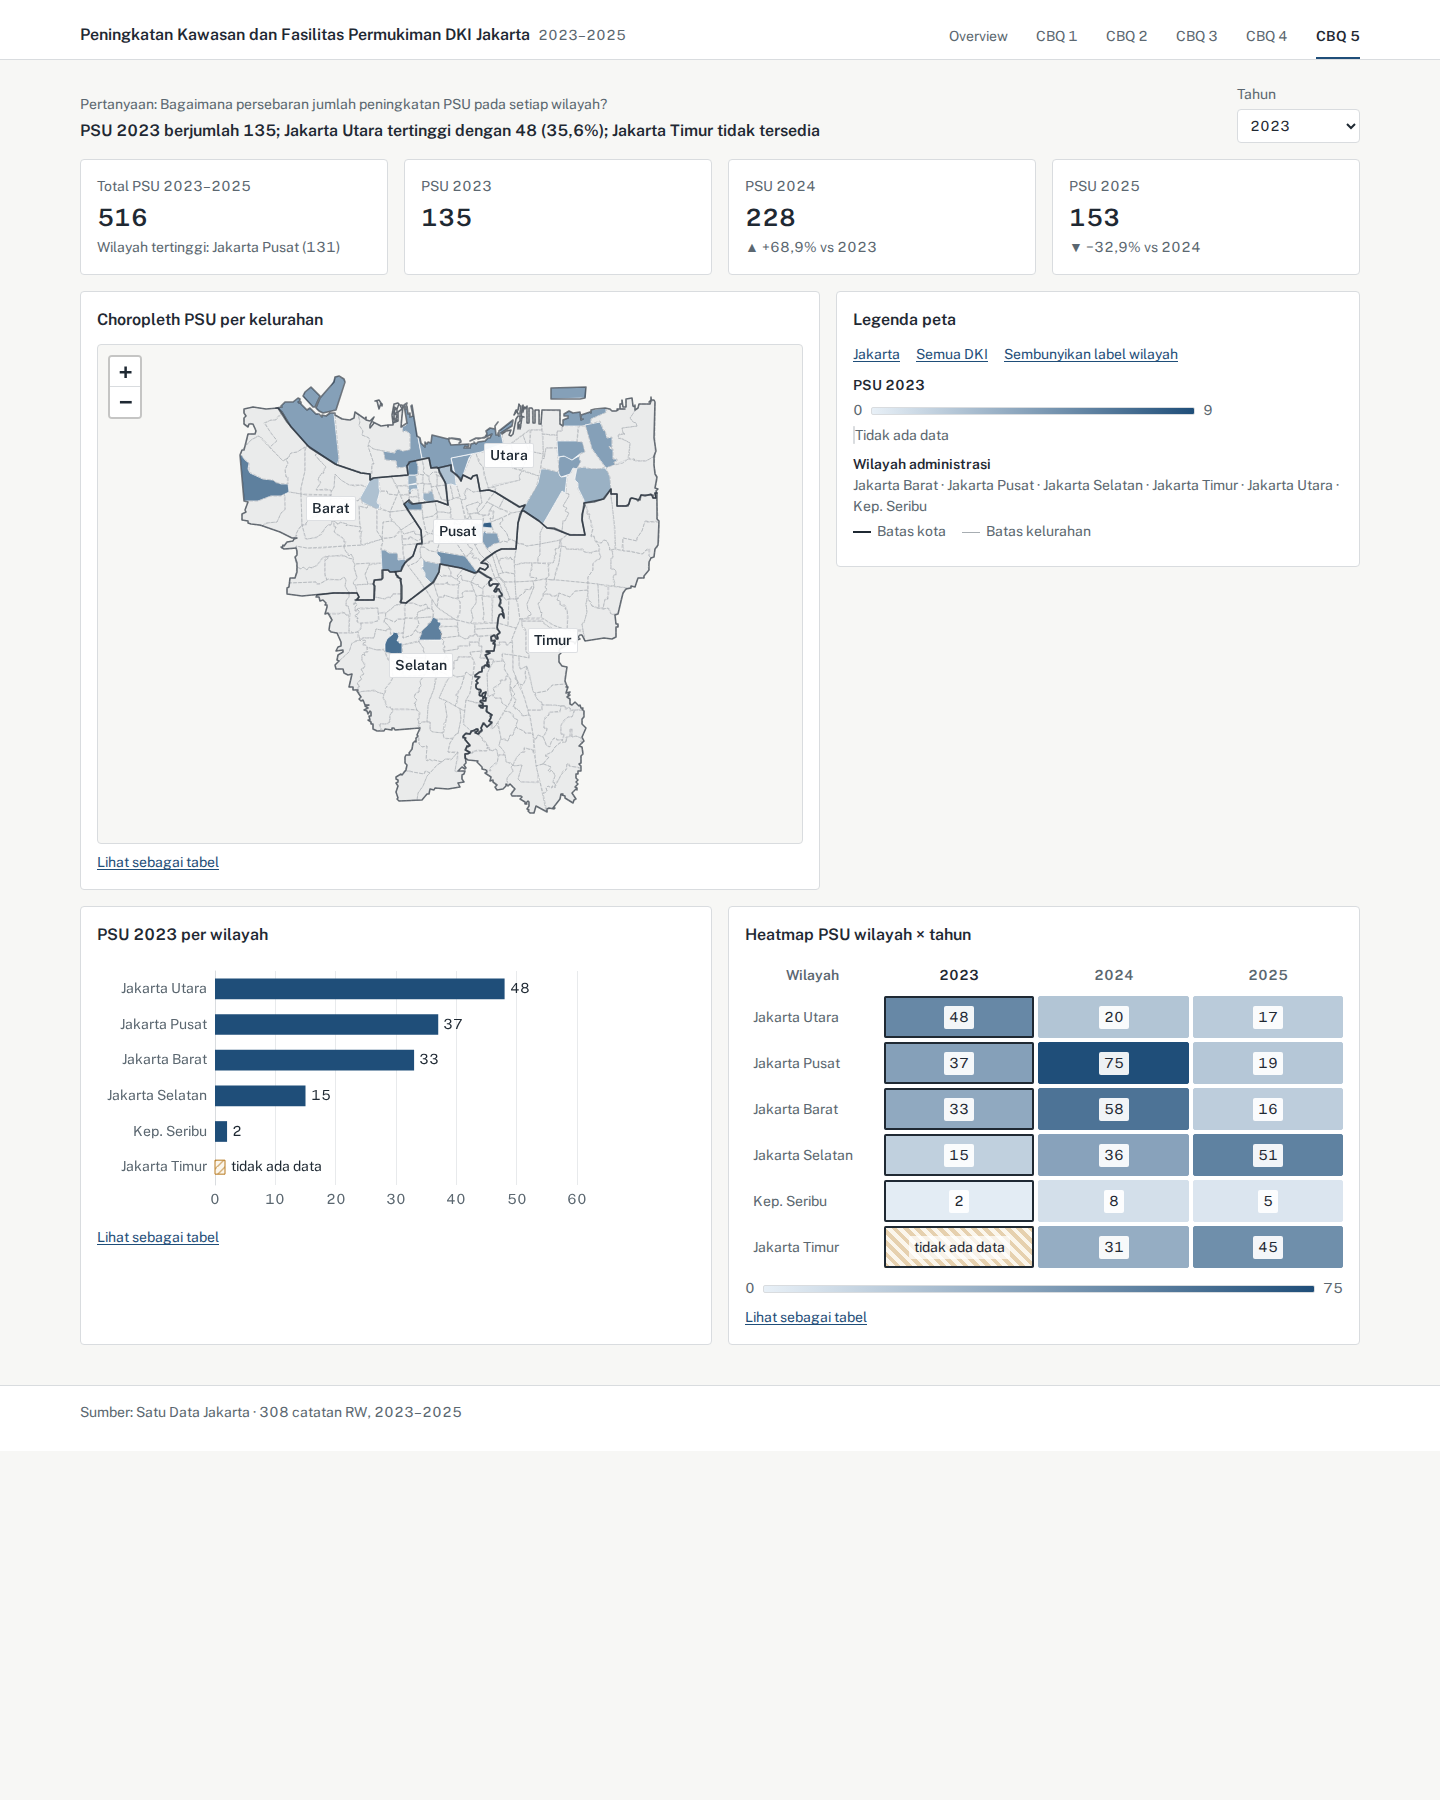 Peningkatan Kawasan dan Fasilitas Permukiman DKI Jakarta 2023–2025
Overview CBQ 1 CBQ 2 CBQ 3 CBQ 4 CBQ 5
Pertanyaan: Bagaimana persebaran jumlah peningkatan PSU pada setiap wilayah?
PSU 2023 berjumlah 135; Jakarta Utara tertinggi dengan 48 (35,6%); Jakarta Timur tidak tersedia
Tahun
2023
Total PSU 2023–2025
516
Wilayah tertinggi: Jakarta Pusat (131)
PSU 2023
135
PSU 2024
228
▲ +68,9% vs 2023
PSU 2025
153
▼ −32,9% vs 2024
Choropleth PSU per kelurahan
+
−
Utara
Barat
Pusat
Timur
Selatan
Lihat sebagai tabel
Legenda peta
Jakarta Semua DKI Sembunyikan label wilayah
PSU 2023
0 9
Tidak ada data
Wilayah administrasi
Jakarta Barat · Jakarta Pusat · Jakarta Selatan · Jakarta Timur · Jakarta Utara ·
Kep. Seribu
Batas kota Batas kelurahan
PSU 2023 per wilayah
Jakarta Utara 48
Jakarta Pusat 37
Jakarta Barat 33
Jakarta Selatan 15
Kep. Seribu 2
Jakarta Timur tidak ada data
0 10 20 30 40 50 60
Lihat sebagai tabel
Heatmap PSU wilayah × tahun
Wilayah 2023 2024 2025
Jakarta Utara 48 20 17
Jakarta Pusat 37 75 19
Jakarta Barat 33 58 16
Jakarta Selatan 15 36 51
Kep. Seribu 2 8 5
Jakarta Timur tidak ada data 31 45
0 75
Lihat sebagai tabel
Sumber: Satu Data Jakarta · 308 catatan RW, 2023–2025